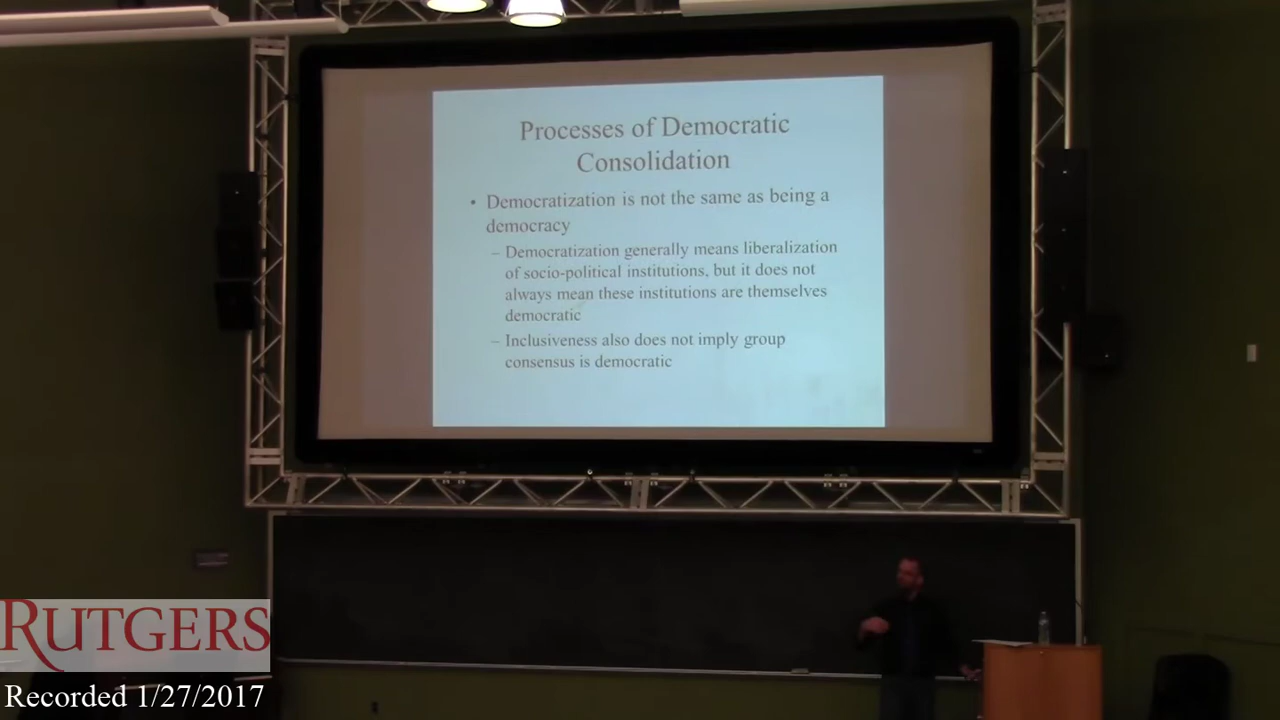 Processes of Democratic
Consolidation
• Democratization is not the same as being a
democracy
– Democratization generally means liberalization
of socio-political institutions, but it does not
always mean these institutions are themselves
democratic
– Inclusiveness also does not imply group
consensus is democratic
RUTGERS
Recorded 1/27/2017